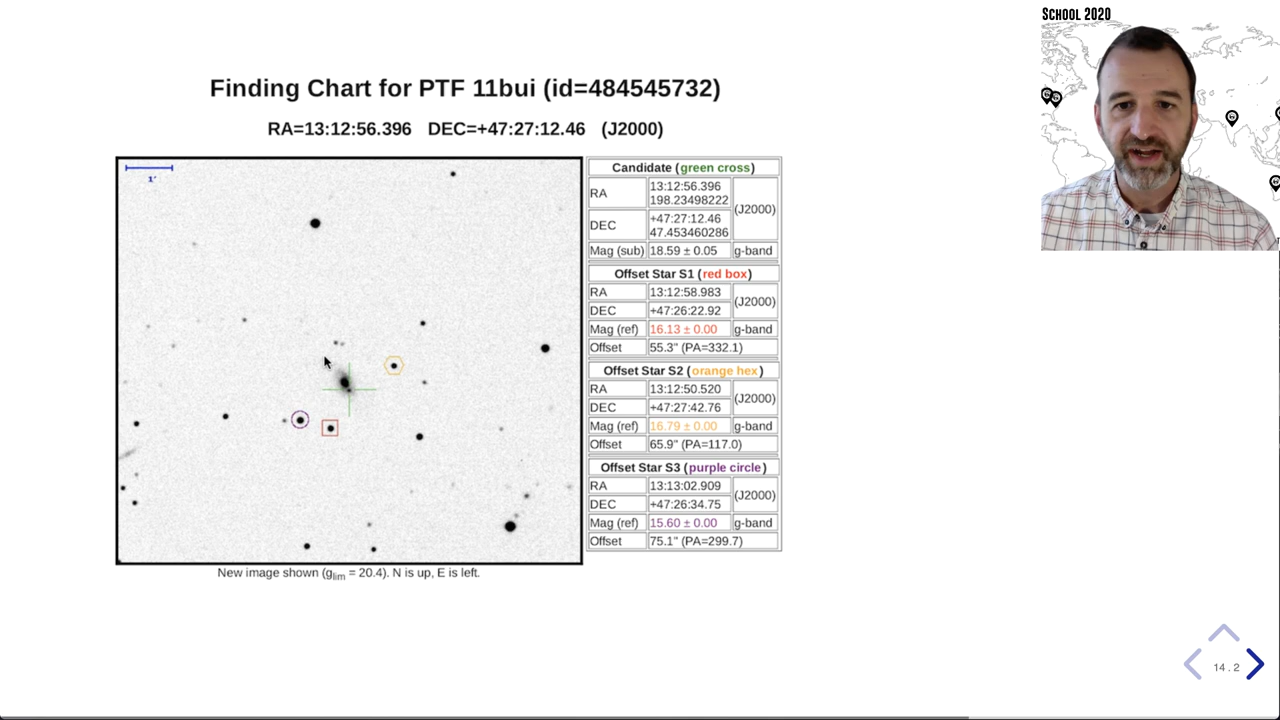 School 2020
Finding Chart for PTF 11bui (id=484545732)
RA=13:12:56.396 DEC=+47:27:12.46 (J2000)
1'
Candidate (green cross)
RA 13:12:56.396 198.23498222 (J2000)
DEC +47:27:12.46 47.453460286
Mag (sub) 18.59 ± 0.05 g-band
Offset Star S1 (red box)
RA 13:12:58.983 (J2000)
DEC +47:26:22.92
Mag (ref) 16.13 ± 0.00 g-band
Offset 55.3" (PA=332.1)
Offset Star S2 (orange hex)
RA 13:12:50.520 (J2000)
DEC +47:27:42.76
Mag (ref) 16.79 ± 0.00 g-band
Offset 65.9" (PA=117.0)
Offset Star S3 (purple circle)
RA 13:13:02.909 (J2000)
DEC +47:26:34.75
Mag (ref) 15.60 ± 0.00 g-band
Offset 75.1" (PA=299.7)
New image shown (glim = 20.4). N is up, E is left.
14.2